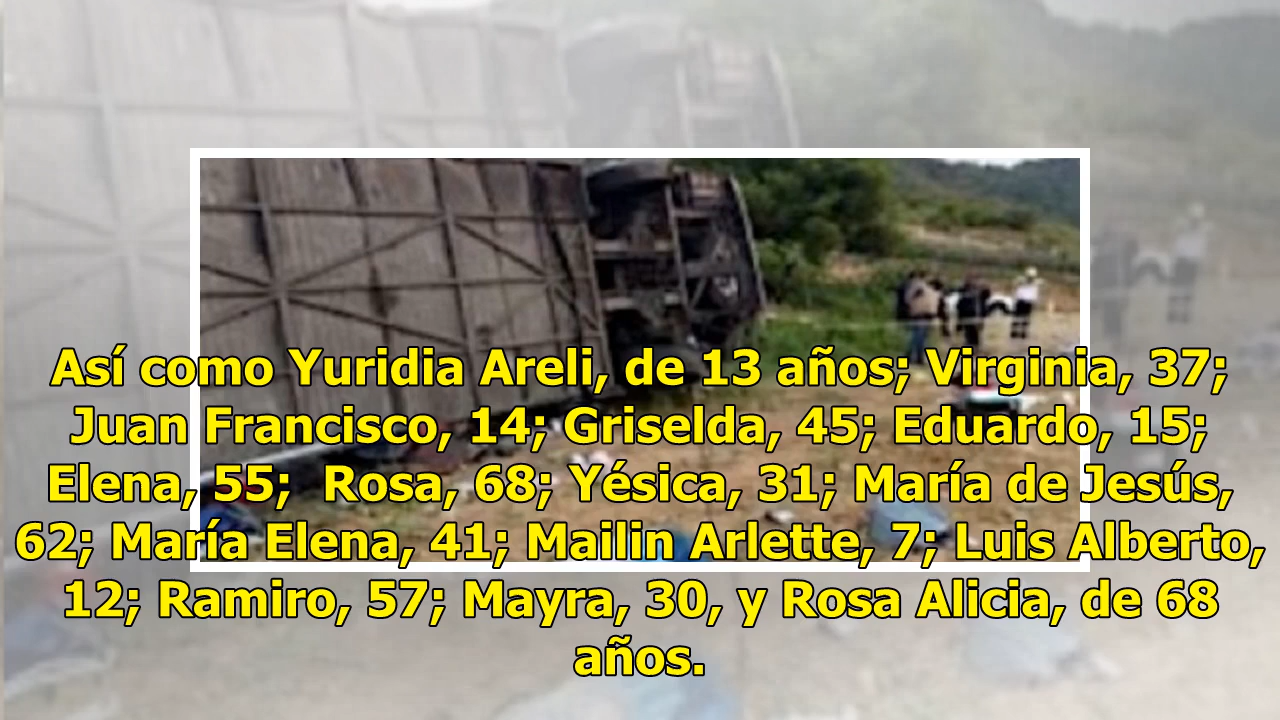 Así como Yuridia Areli, de 13 años; Virginia, 37;
Juan Francisco, 14; Griselda, 45; Eduardo, 15;
Elena, 55;  Rosa, 68; Yésica, 31; María de Jesús,
62; María Elena, 41; Mailin Arlette, 7; Luis Alberto,
12; Ramiro, 57; Mayra, 30, y Rosa Alicia, de 68
años.